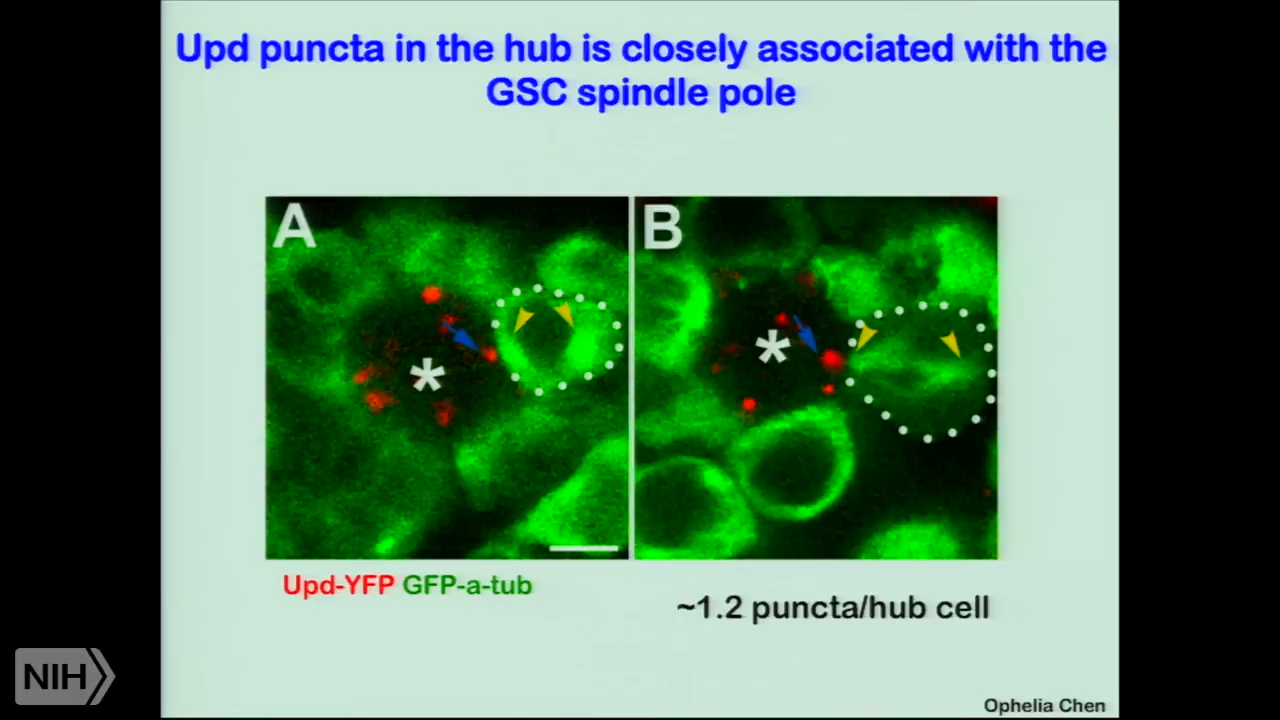 Upd puncta in the hub is closely associated with the
GSC spindle pole
A
B
*
*
Upd-YFP GFP-a-tub
~1.2 puncta/hub cell
NIH
Ophelia Chen